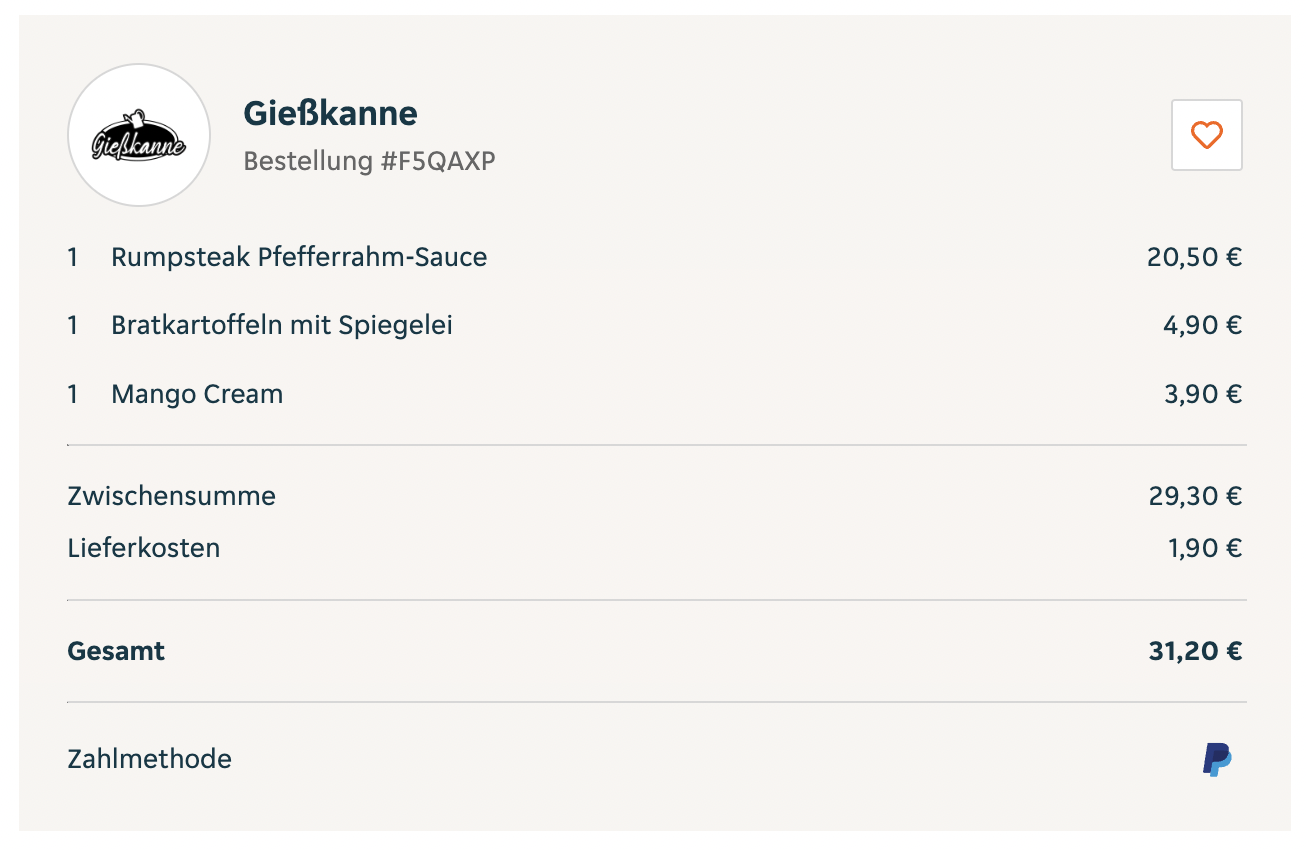 Gießkanne
Gießkanne
Bestellung #F5QAXP
1 Rumpsteak Pfefferrahm-Sauce 20,50 €
1 Bratkartoffeln mit Spiegelei 4,90 €
1 Mango Cream 3,90 €
Zwischensumme 29,30 €
Lieferkosten 1,90 €
Gesamt 31,20 €
Zahlmethode